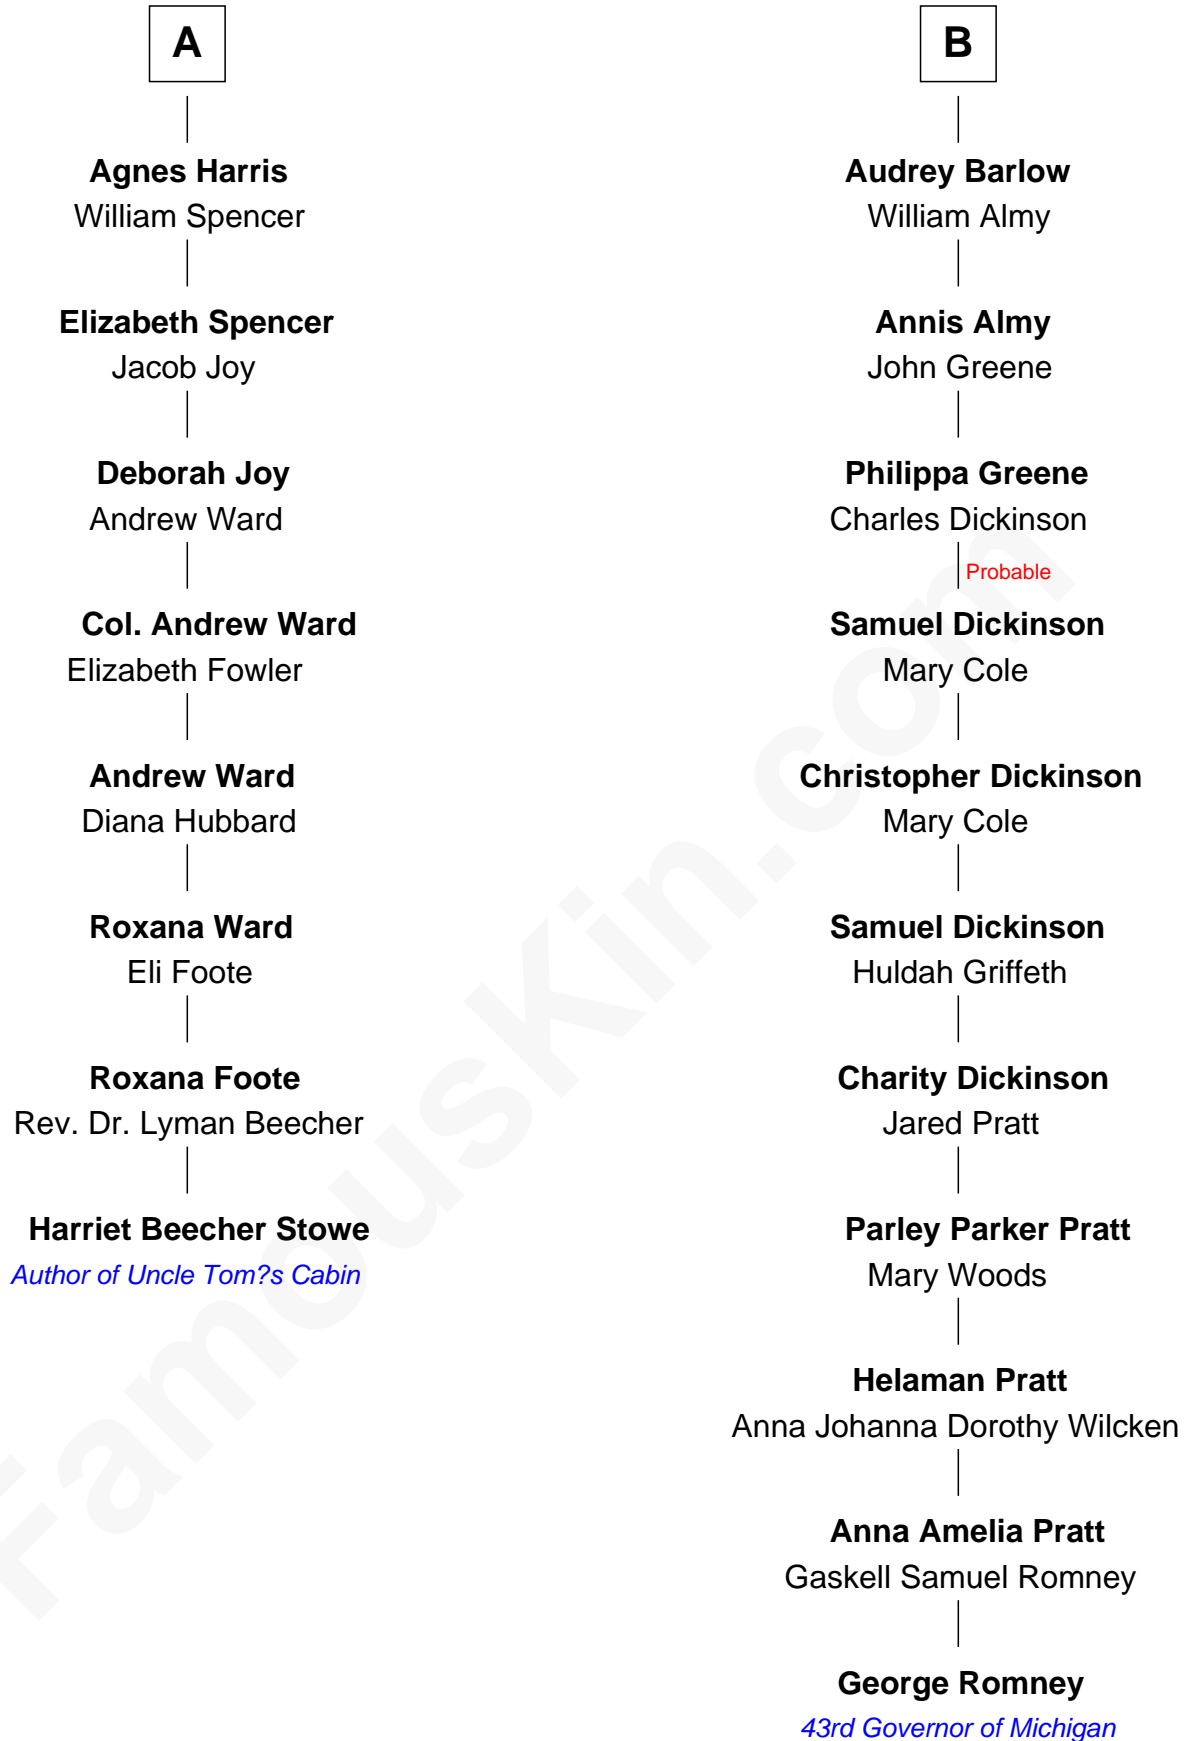 A
Agnes Harris
William Spencer
Elizabeth Spencer
Jacob Joy
Deborah Joy
Andrew Ward
Col. Andrew Ward
Elizabeth Fowler
Andrew Ward
Diana Hubbard
Roxana Ward
Eli Foote
Roxana Foote
Rev. Dr. Lyman Beecher
Harriet Beecher Stowe
Author of Uncle Tom?s Cabin
B
Audrey Barlow
William Almy
Annis Almy
John Greene
Philippa Greene
Charles Dickinson
Probable
Samuel Dickinson
Mary Cole
Christopher Dickinson
Mary Cole
Samuel Dickinson
Huldah Griffeth
Charity Dickinson
Jared Pratt
Parley Parker Pratt
Mary Woods
Helaman Pratt
Anna Johanna Dorothy Wilcken
Anna Amelia Pratt
Gaskell Samuel Romney
George Romney
43rd Governor of Michigan
FamousKin.com